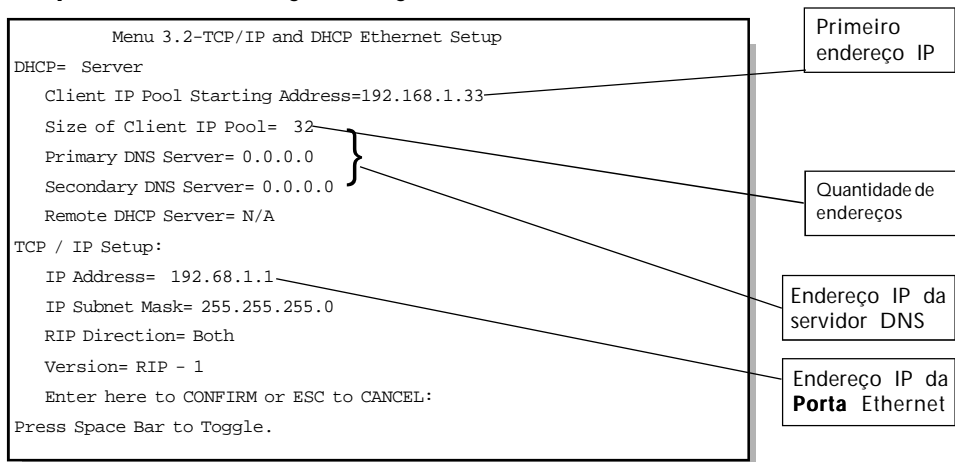 Menu 3.2-TCP/IP and DHCP Ethernet Setup
DHCP= Server
Client IP Pool Starting Address=192.168.1.33
Size of Client IP Pool= 32
Primary DNS Server= 0.0.0.0
Secondary DNS Server= 0.0.0.0
Remote DHCP Server= N/A
TCP / IP Setup:
IP Address= 192.68.1.1
IP Subnet Mask= 255.255.255.0
RIP Direction= Both
Version= RIP - 1
Enter here to CONFIRM or ESC to CANCEL:
Press Space Bar to Toggle.
Primeiro
endereço IP
Quantidade de
endereços
Endereço IP da
servidor DNS
Endereço IP da
Porta Ethernet